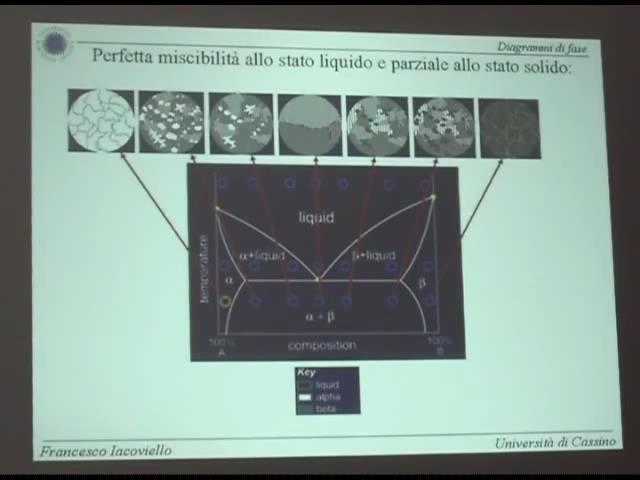 Diagrammi di fase
Perfetta miscibilità allo stato liquido e parziale allo stato solido:
liquid
α+liquid
β+liquid
α
β
α + β
temporature
100%
A
composition
100%
B
Key
liquid
alpha
beta
Francesco Iacoviello
Università di Cassino